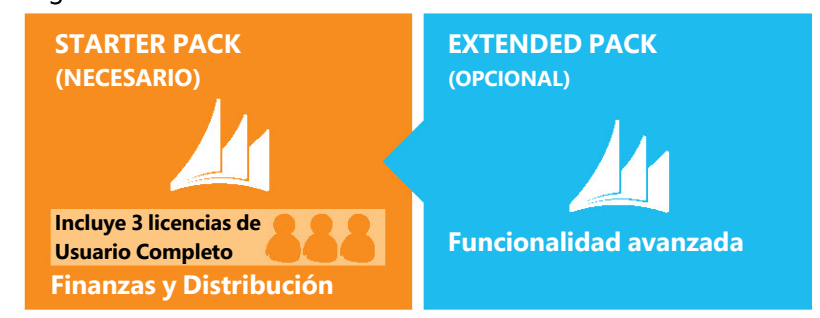 STARTER PACK
(NECESARIO)
Incluye 3 licencias de
Usuario Completo
Finanzas y Distribución
EXTENDED PACK
(OPCIONAL)
Funcionalidad avanzada